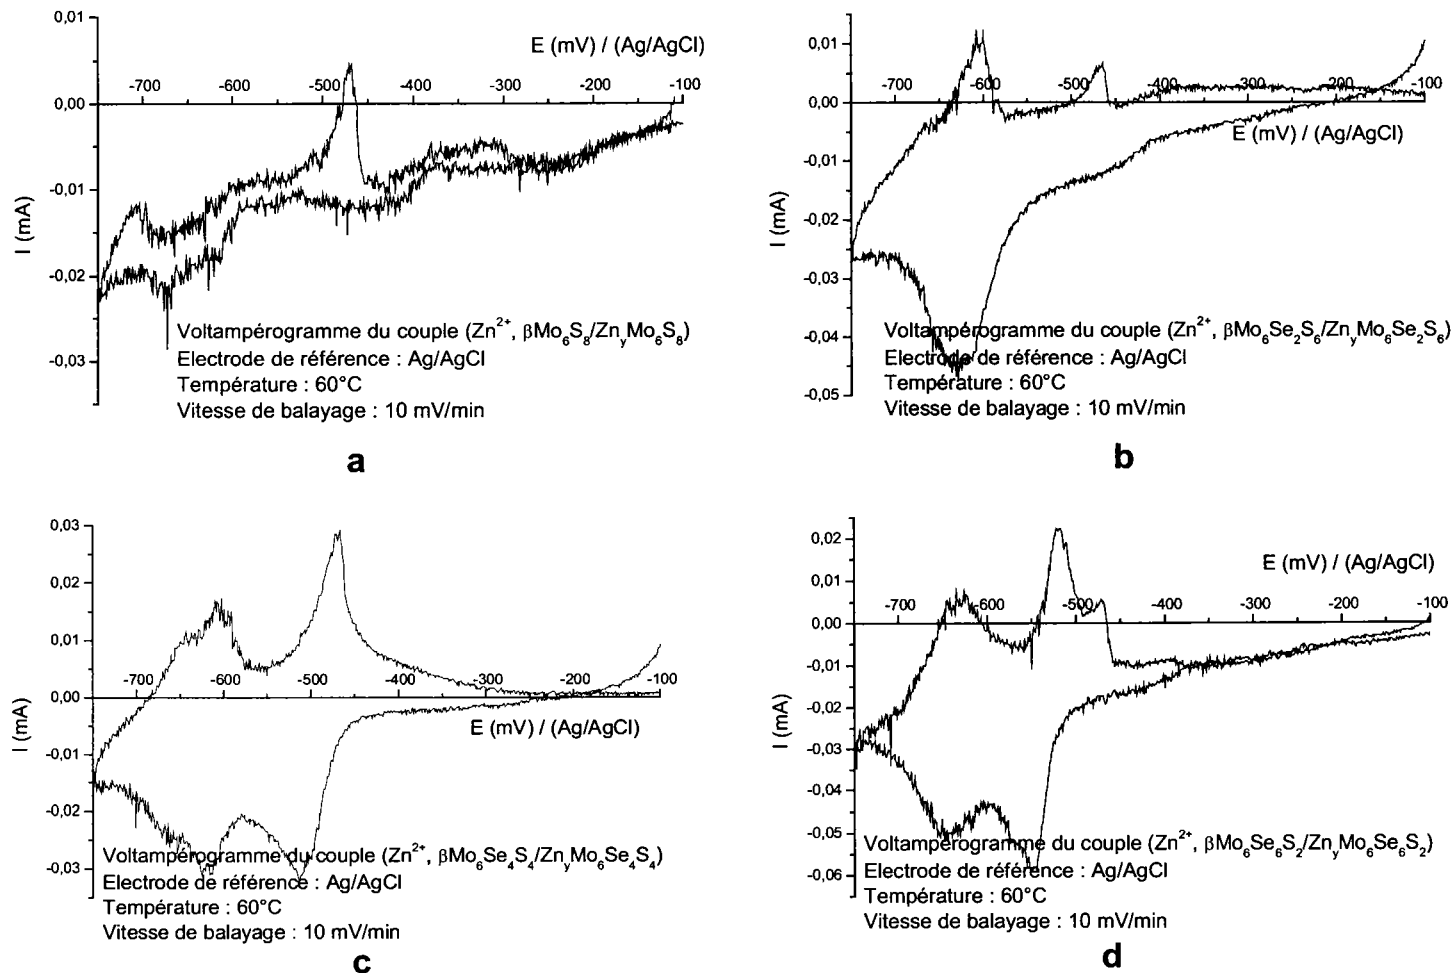 0,01
E (mV) / (Ag/AgCl)
-700 -600 -500 -400 -300 -200 -100
0,00
-0,01
-0,02
-0,03
I (mA)
Voltampérogramme du couple (Zn²⁺, βMo₆S₈/ZnᵧMo₆S₈)
Electrode de référence : Ag/AgCl
Température : 60°C
Vitesse de balayage : 10 mV/min
a
0,01
-700 -600 -500 -400 -300 -200 -100
0,00
E (mV) / (Ag/AgCl)
-0,01
-0,02
-0,03
-0,04
-0,05
I (mA)
Voltampérogramme du couple (Zn²⁺, βMo₆Se₂S₆/ZnᵧMo₆Se₂S₆)
Electrode de référence : Ag/AgCl
Température : 60°C
Vitesse de balayage : 10 mV/min
b
0,03
0,02
0,01
-700 -600 -500 -400 -300 -200 -100
0,00
E (mV) / (Ag/AgCl)
-0,01
-0,02
-0,03
I (mA)
Voltampérogramme du couple (Zn²⁺, βMo₆Se₄S₄/ZnᵧMo₆Se₄S₄)
Electrode de référence : Ag/AgCl
Température : 60°C
Vitesse de balayage : 10 mV/min
c
0,02
E (mV) / (Ag/AgCl)
0,01
-700 -600 -500 -400 -300 -200 -100
0,00
-0,01
-0,02
-0,03
-0,04
-0,05
-0,06
I (mA)
Voltampérogramme du couple (Zn²⁺, βMo₆Se₆S₂/ZnᵧMo₆Se₆S₂)
Electrode de référence : Ag/AgCl
Température : 60°C
Vitesse de balayage : 10 mV/min
d